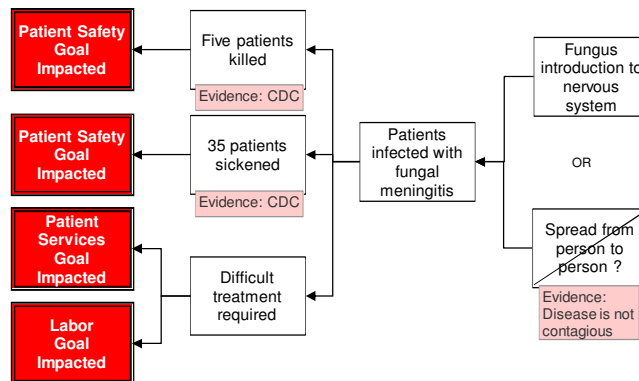 Patient Safety
Goal
Impacted
Five patients
killed
Evidence: CDC
Patient Safety
Goal
Impacted
35 patients
sickened
Evidence: CDC
Patient
Services
Goal
Impacted
Labor
Goal
Impacted
Difficult
treatment
required
Patients
infected with
fungal
meningitis
Fungus
introduction to
nervous
system
OR
Spread from
person to
person ?
Evidence:
Disease is not
contagious